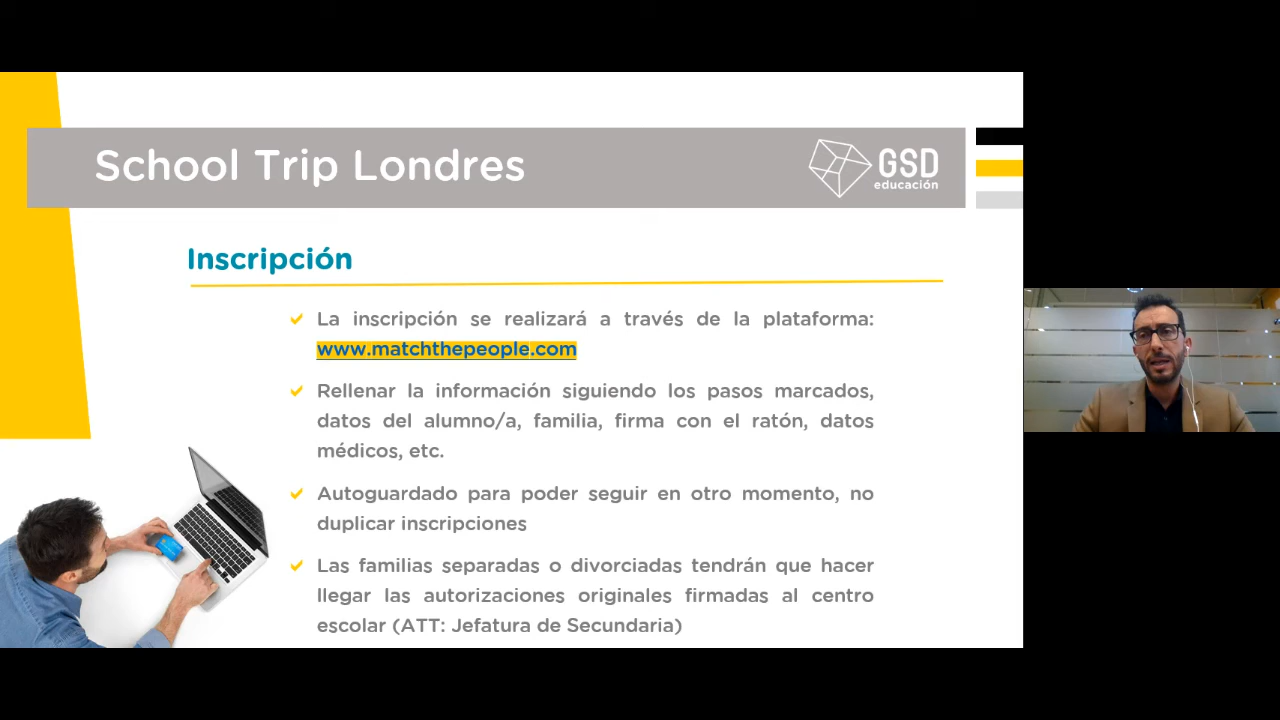 School Trip Londres
GSD
educación
Inscripción
La inscripción se realizará a través de la plataforma:
www.matchthepeople.com
Rellenar la información siguiendo los pasos marcados,
datos del alumno/a, familia, firma con el ratón, datos
médicos, etc.
Autoguardado para poder seguir en otro momento, no
duplicar inscripciones
Las familias separadas o divorciadas tendrán que hacer
llegar las autorizaciones originales firmadas al centro
escolar (ATT: Jefatura de Secundaria)